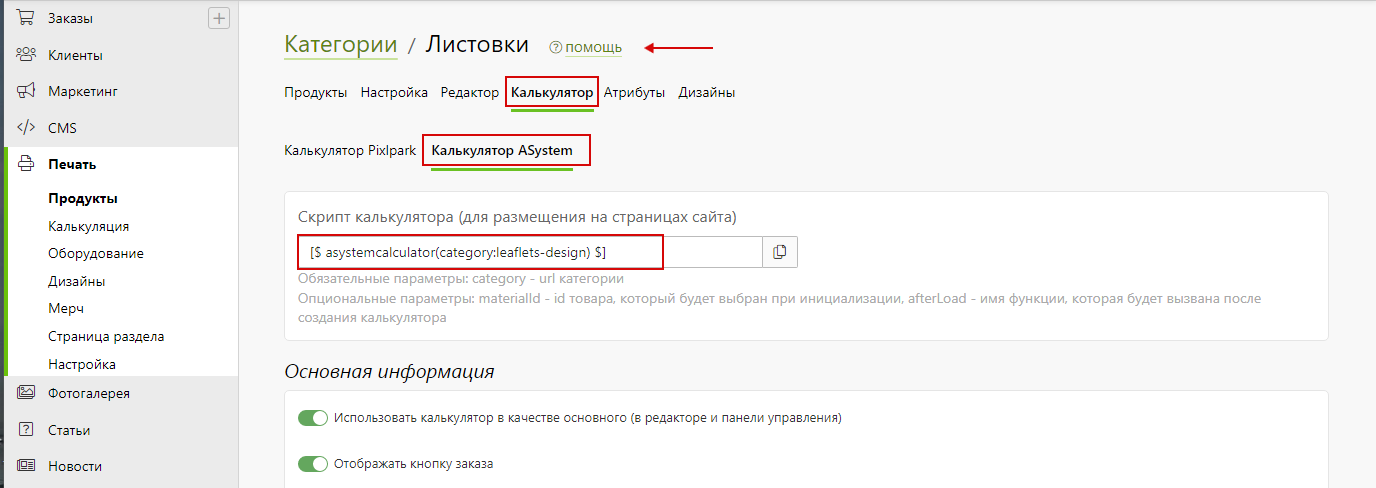 Заказы
Клиенты
Маркетинг
CMS
Печать
Продукты
Калькуляция
Оборудование
Дизайны
Мерч
Страница раздела
Настройка
Фотогалерея
Статьи
Новости
Категории / Листовки ? помощь
Продукты Настройка Редактор Калькулятор Атрибуты Дизайны
Калькулятор Pixlpark Калькулятор ASystem
Скрипт калькулятора (для размещения на страницах сайта)
[$ asystemcalculator(category:leaflets-design) $]
Обязательные параметры: category - url категории
Опциональные параметры: materialId - id товара, который будет выбран при инициализации, afterLoad - имя функции, которая будет вызвана после
создания калькулятора
Основная информация
Использовать калькулятор в качестве основного (в редакторе и панели управления)
Отображать кнопку заказа